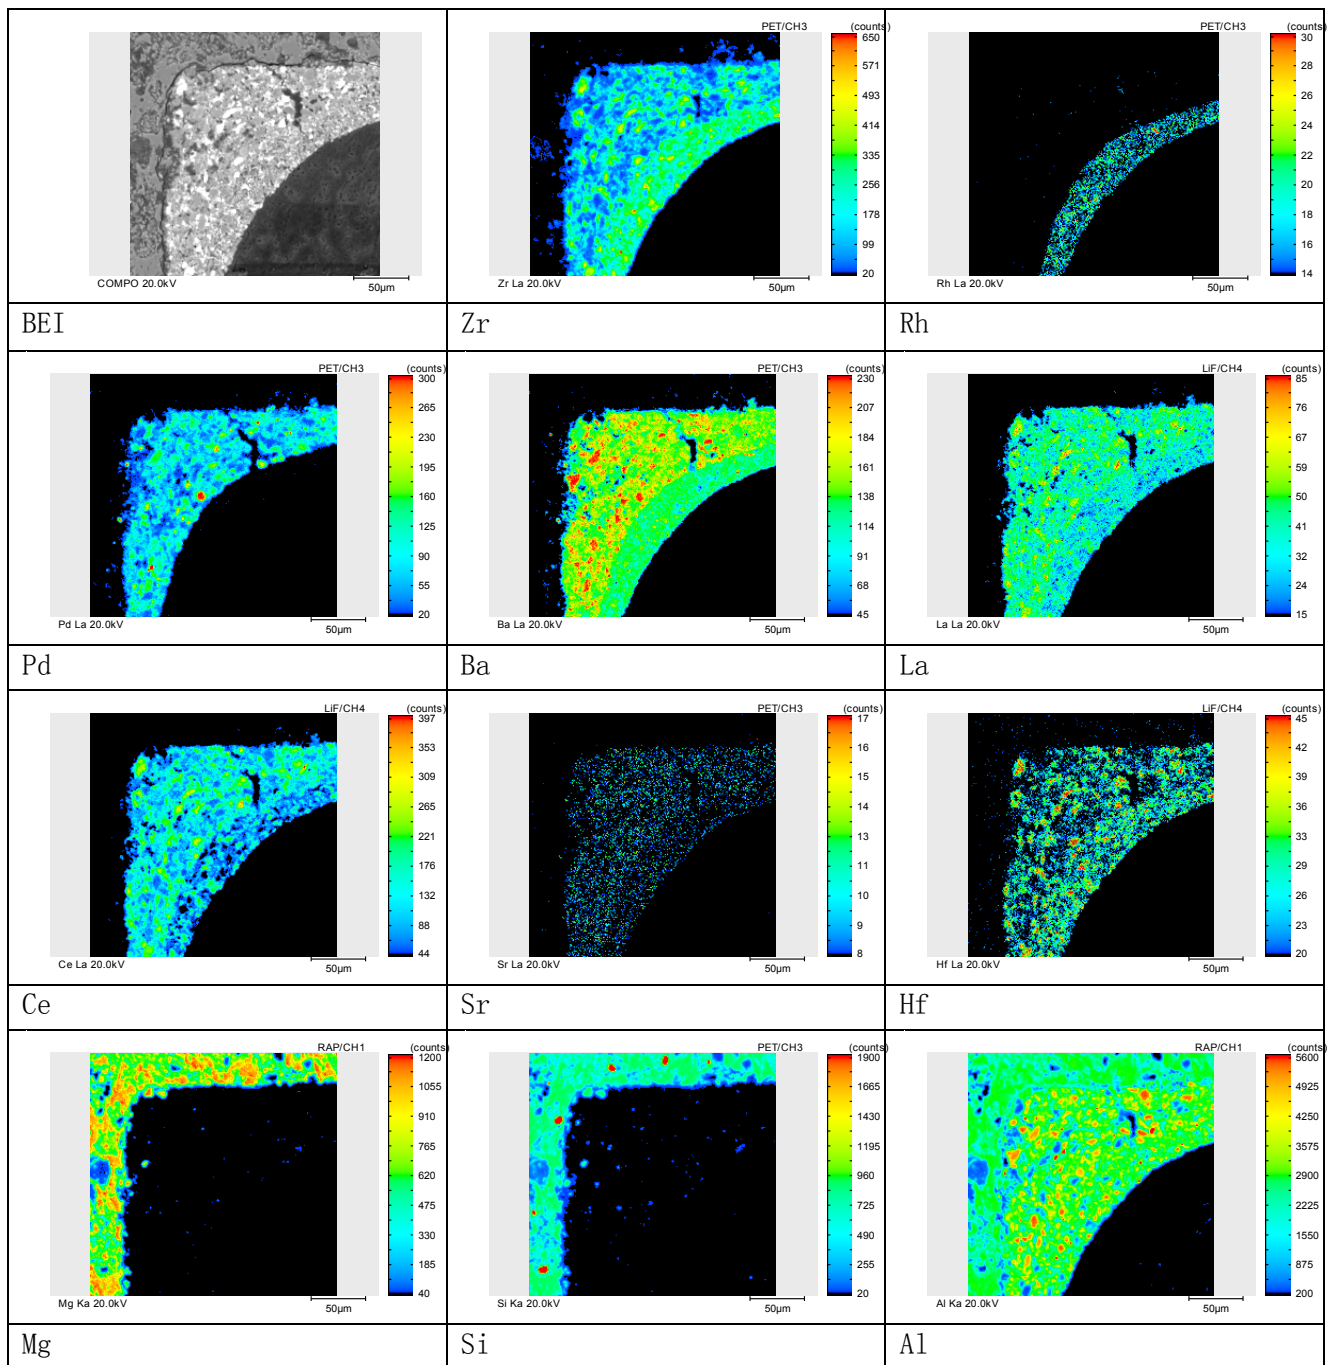 PET/CH3 (counts) PET/CH3 (counts)
650 30
571 28
493 26
414 24
335 22
256 20
178 18
99 16
20 14
COMPO 20.0kV 50μm Zr La 20.0kV 50μm Rh La 20.0kV 50μm
BEI Zr Rh
PET/CH3 (counts) PET/CH3 (counts) LiF/CH4 (counts)
300 230 85
265 207 76
230 184 67
195 161 59
160 138 50
125 114 41
90 91 32
55 68 24
20 45 15
Pd La 20.0kV 50μm Ba La 20.0kV 50μm La La 20.0kV 50μm
Pd Ba La
LiF/CH4 (counts) PET/CH3 (counts) LiF/CH4 (counts)
397 17 45
353 16 42
309 15 39
265 14 36
221 13 33
176 11 29
132 10 26
88 9 23
44 8 20
Ce La 20.0kV 50μm Sr La 20.0kV 50μm Hf La 20.0kV 50μm
Ce Sr Hf
RAP/CH1 (counts) PET/CH3 (counts) RAP/CH1 (counts)
1200 1900 5600
1055 1665 4925
910 1430 4250
765 1195 3575
620 960 2900
475 725 2225
330 490 1550
185 255 875
40 20 200
Mg Ka 20.0kV 50μm Si Ka 20.0kV 50μm Al Ka 20.0kV 50μm
Mg Si Al